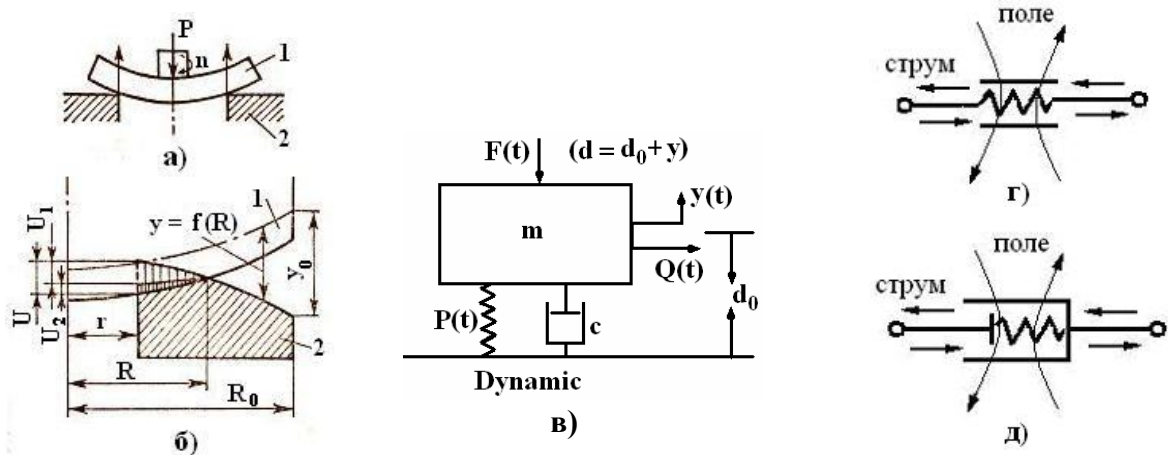 P
n
1
2
а)
U₁
1
y = f (R)
y₀
U
U₂
r
2
R
R₀
б)
F(t) (d = d₀ + y)
y(t)
m
Q(t)
P(t)
c
d₀
Dynamic
в)
поле
струм
г)
поле
струм
д)